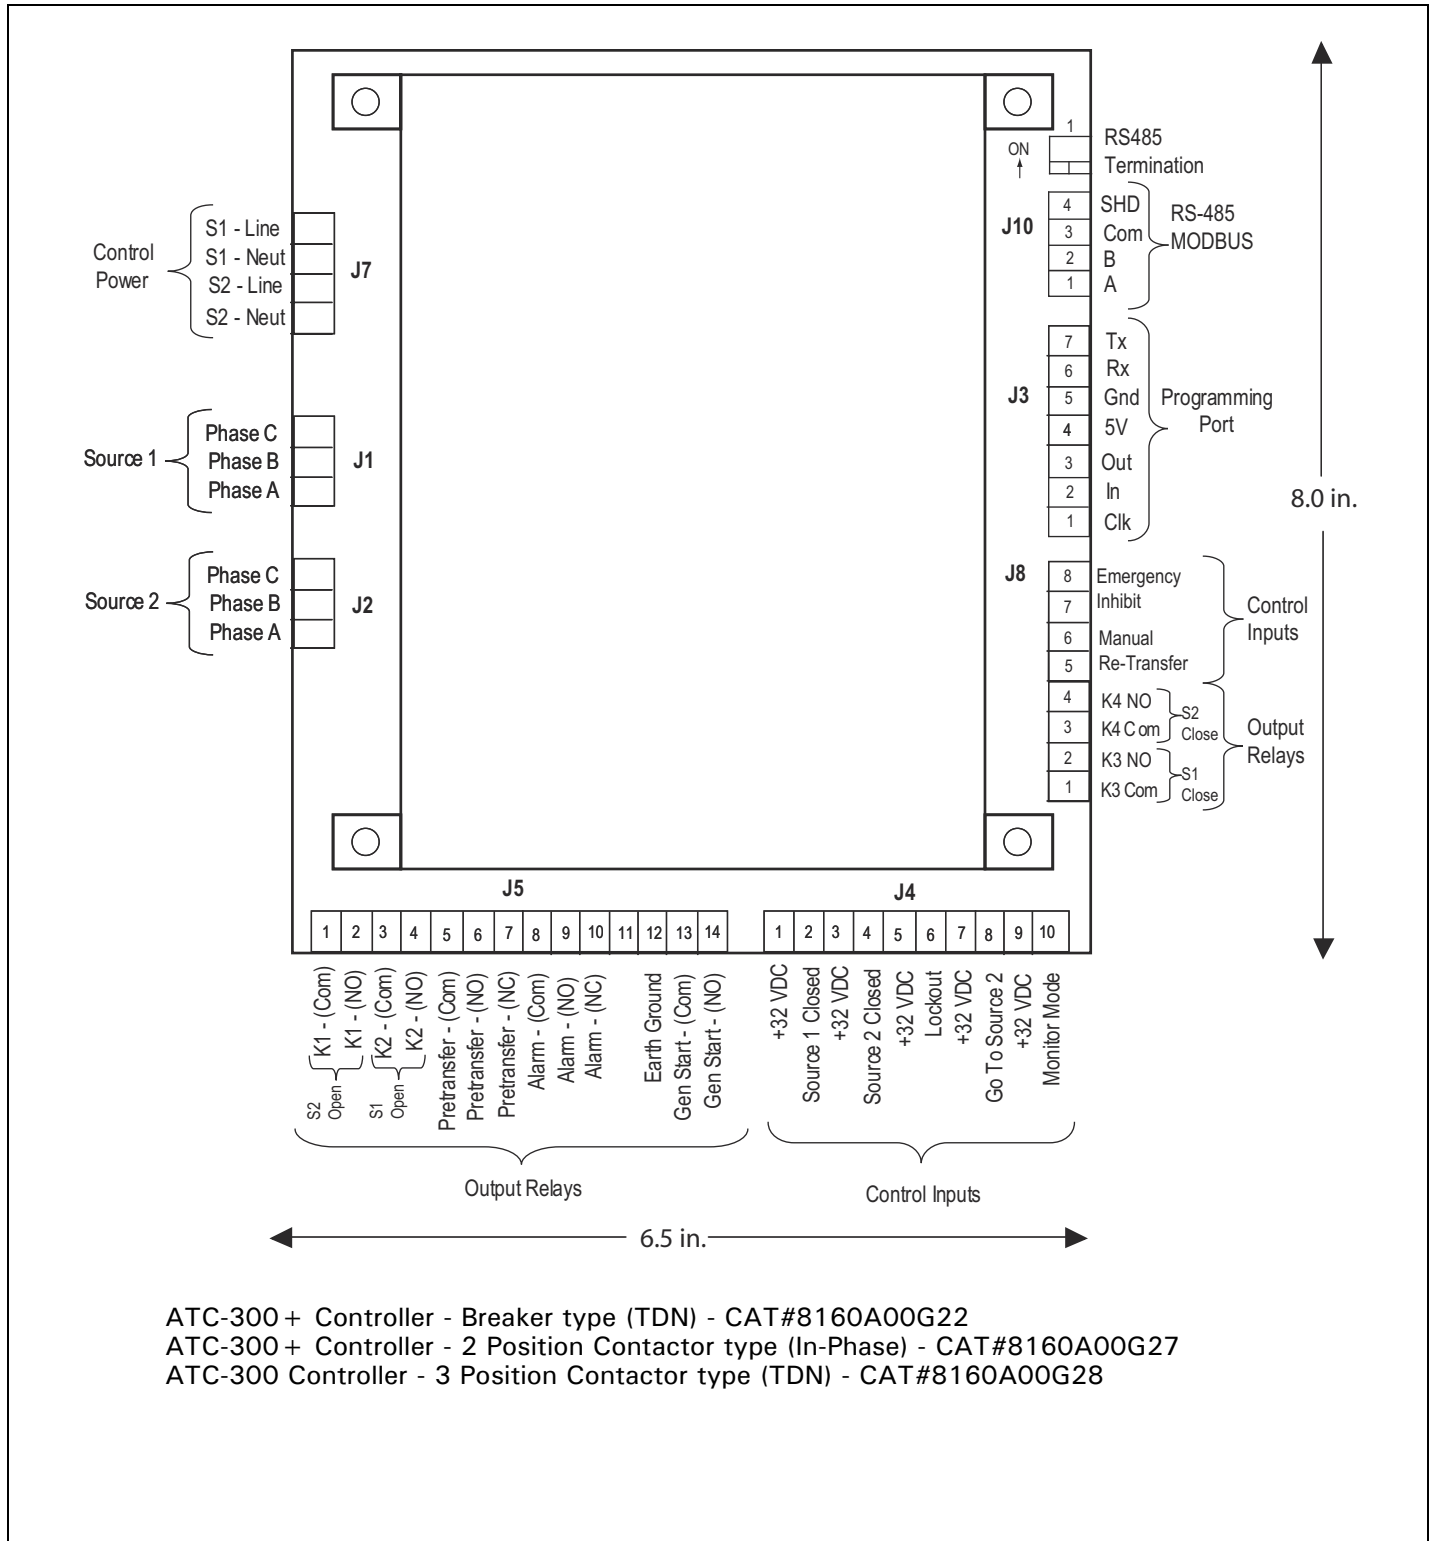 1
RS485
Termination
ON
J10
4 SHD
3 Com
2 B
1 A
RS-485
MODBUS
Control
Power
S1 - Line
S1 - Neut
S2 - Line
S2 - Neut
J7
J3
7 Tx
6 Rx
5 Gnd
4 5V
3 Out
2 In
1 Clk
Programming
Port
Source 1
Phase C
Phase B
Phase A
J1
8.0 in.
Source 2
Phase C
Phase B
Phase A
J2
J8
8 Emergency
7 Inhibit
6 Manual
5 Re-Transfer
Control
Inputs
4 K4 NO
3 K4 Com
S2
Close
2 K3 NO
1 K3 Com
S1
Close
Output
Relays
J5
1 2 3 4 5 6 7 8 9 10 11 12 13 14
K1 - (Com)
K1 - (NO)
S2
Open
K2 - (Com)
K2 - (NO)
S1
Open
Pretransfer - (Com)
Pretransfer - (NO)
Pretransfer - (NC)
Alarm - (Com)
Alarm - (NO)
Alarm - (NC)
Earth Ground
Gen Start - (Com)
Gen Start - (NO)
Output Relays
J4
1 2 3 4 5 6 7 8 9 10
+32 VDC
Source 1 Closed
+32 VDC
Source 2 Closed
+32 VDC
Lockout
+32 VDC
Go To Source 2
+32 VDC
Monitor Mode
Control Inputs
6.5 in.
ATC-300+ Controller - Breaker type (TDN) - CAT#8160A00G22
ATC-300+ Controller - 2 Position Contactor type (In-Phase) - CAT#8160A00G27
ATC-300 Controller - 3 Position Contactor type (TDN) - CAT#8160A00G28